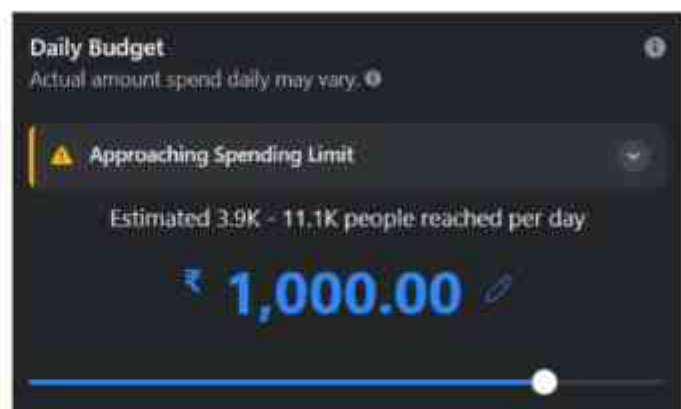 Daily Budget
Actual amount spend daily may vary.
Approaching Spending Limit
Estimated 3.9K - 11.1K people reached per day
₹ 1,000.00